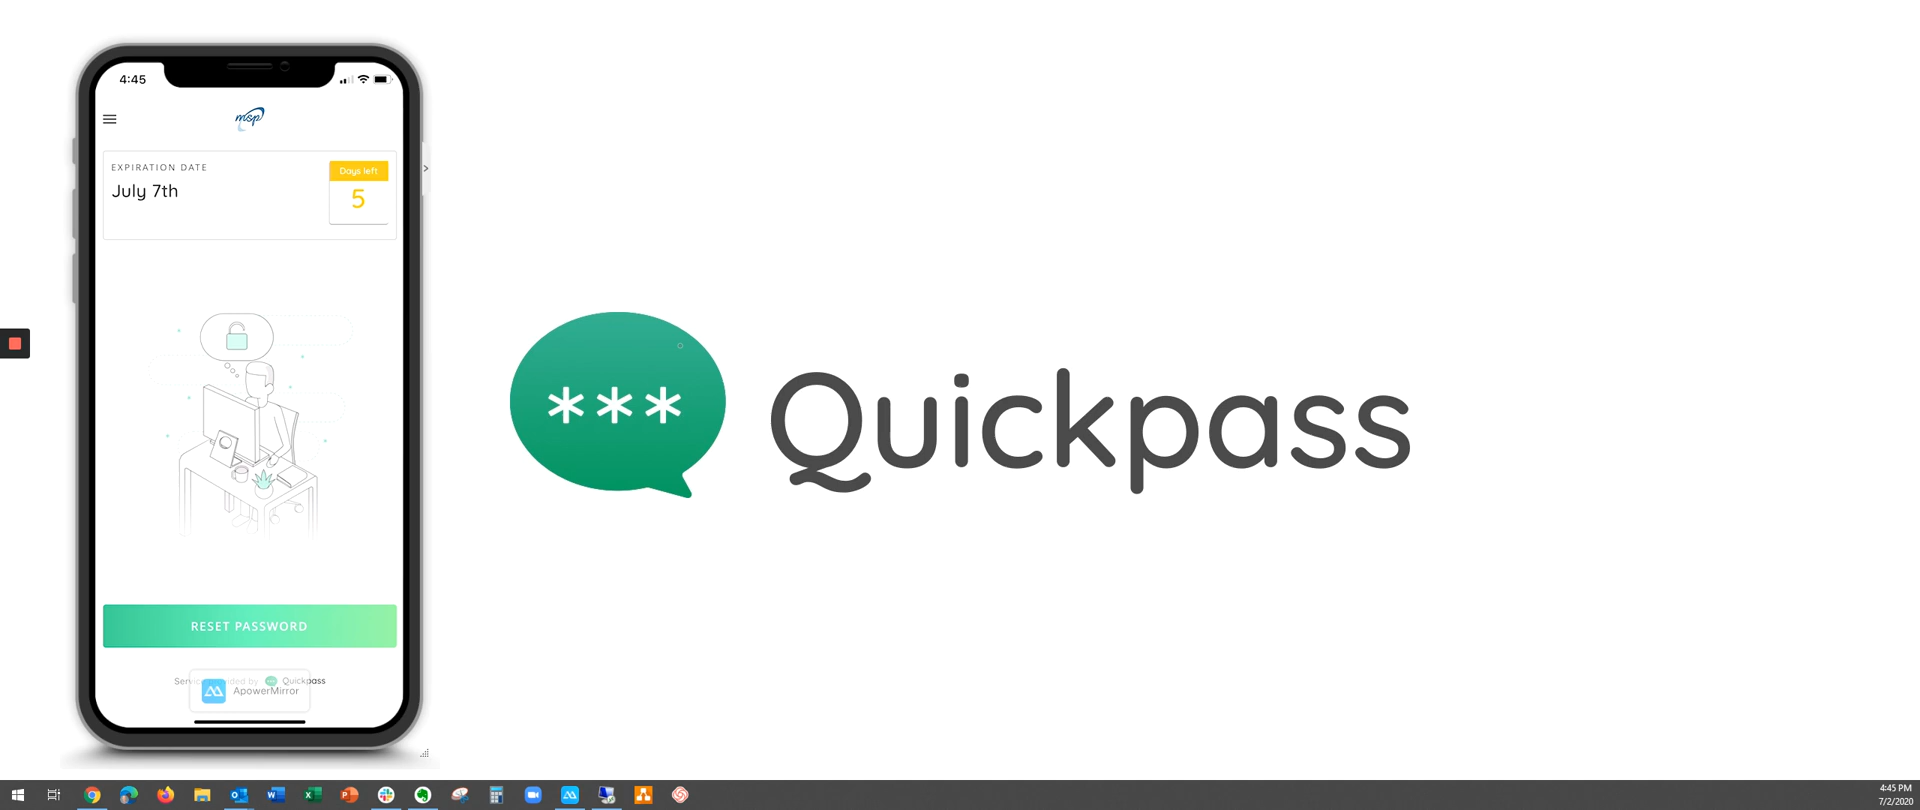 4:45
msp
EXPIRATION DATE
July 7th
Days left
5
RESET PASSWORD
Quickpass
ApowerMirror
***
Quickpass
4:45 PM
7/2/2020